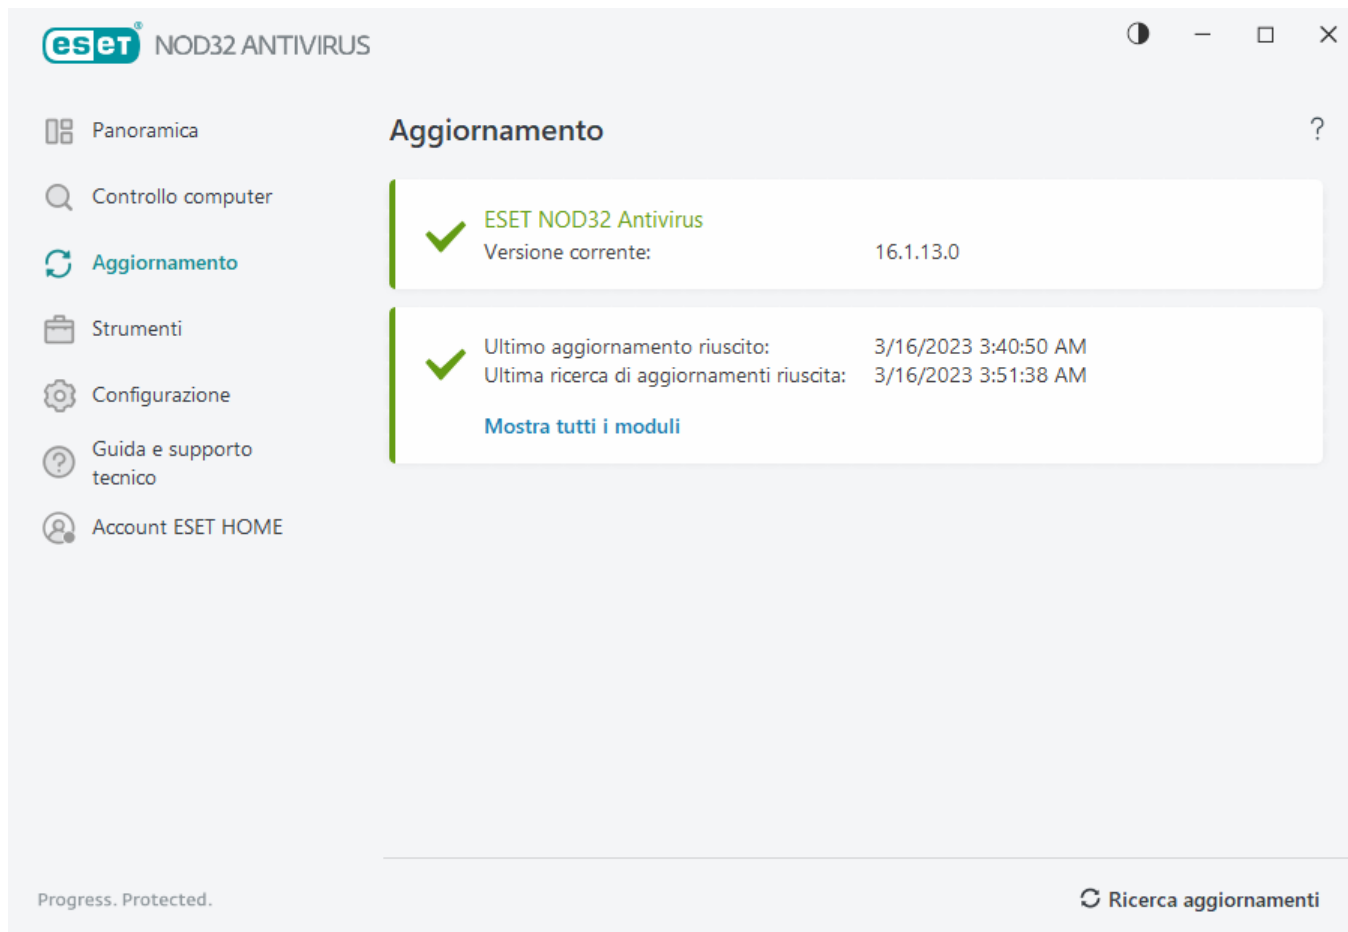 eset® NOD32 ANTIVIRUS
Panoramica
Controllo computer
Aggiornamento
Strumenti
Configurazione
Guida e supporto
tecnico
Account ESET HOME
Aggiornamento ?
ESET NOD32 Antivirus
Versione corrente: 16.1.13.0
Ultimo aggiornamento riuscito: 3/16/2023 3:40:50 AM
Ultima ricerca di aggiornamenti riuscita: 3/16/2023 3:51:38 AM
Mostra tutti i moduli
Progress. Protected.
Ricerca aggiornamenti